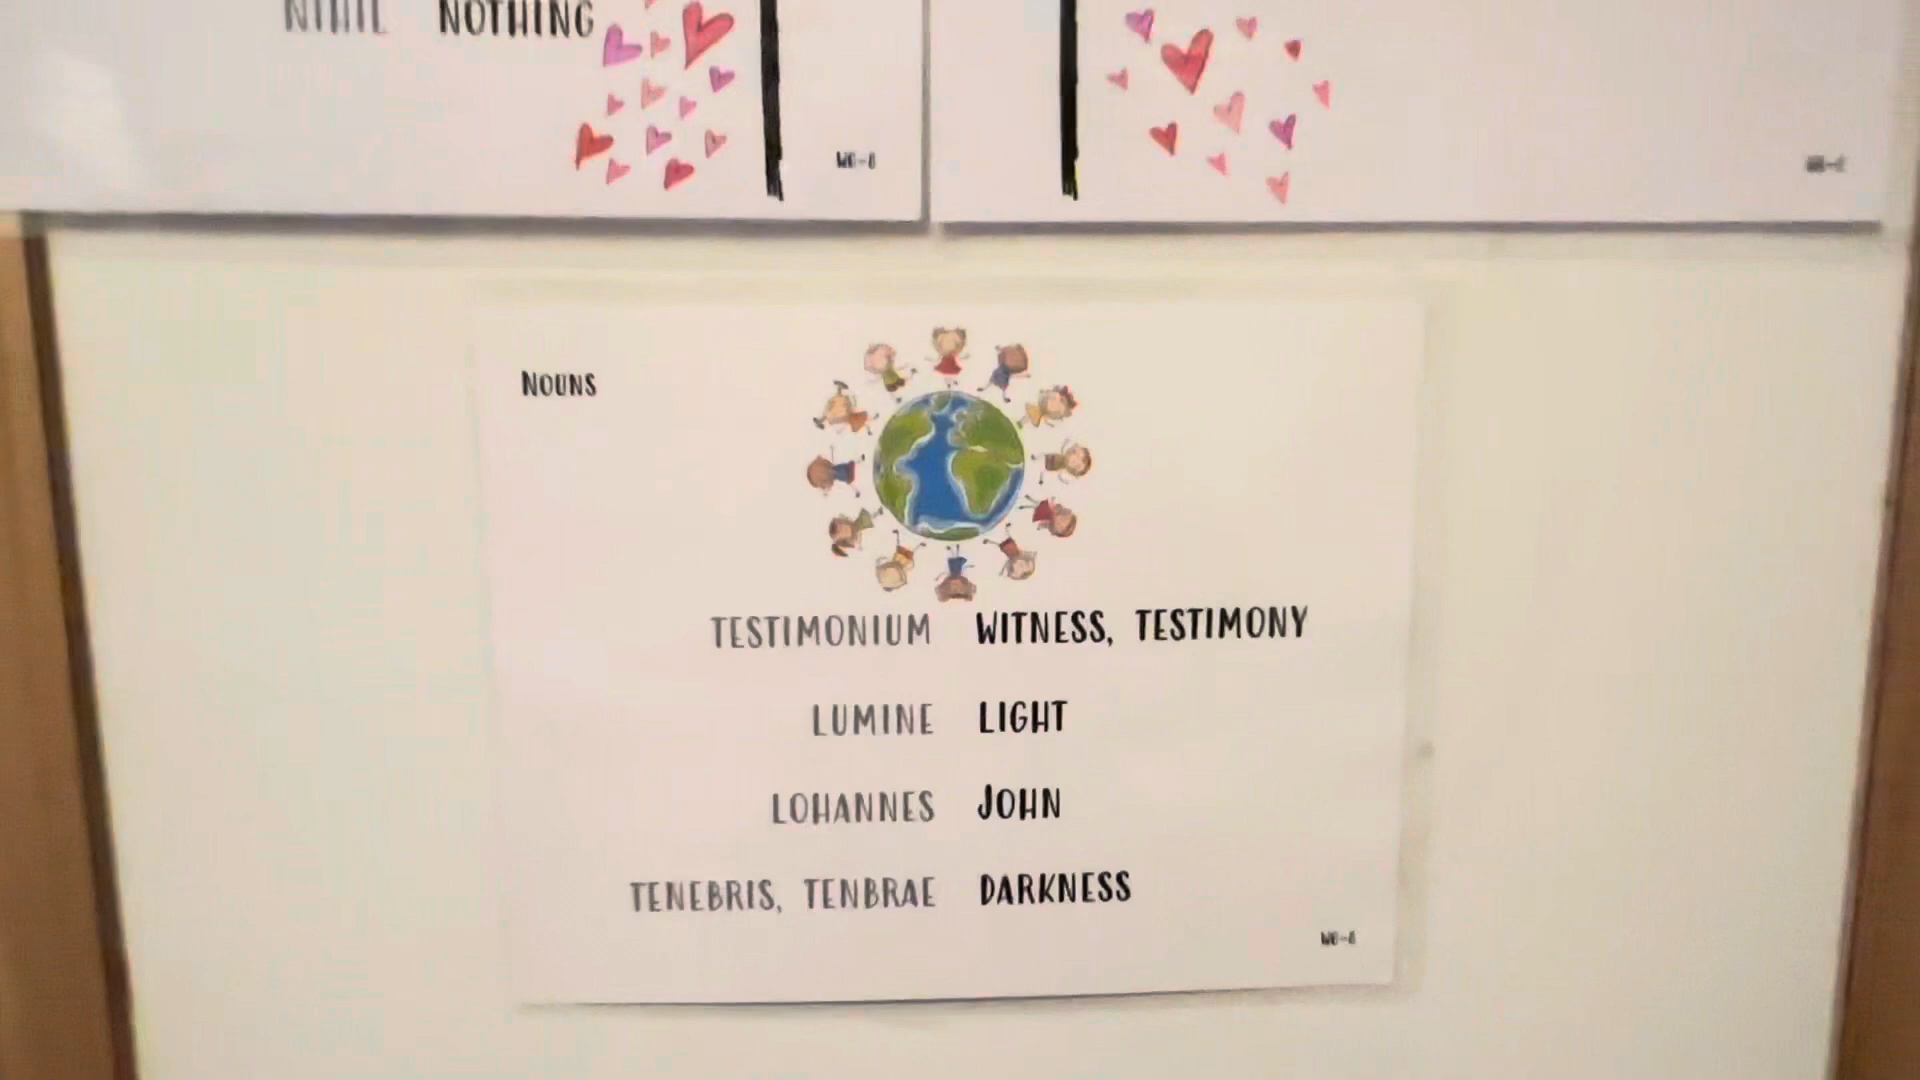 NIHIL NOTHING
NOUNS
TESTIMONIUM WITNESS, TESTIMONY
LUMINE LIGHT
LOHANNES JOHN
TENEBRIS, TENBRAE DARKNESS